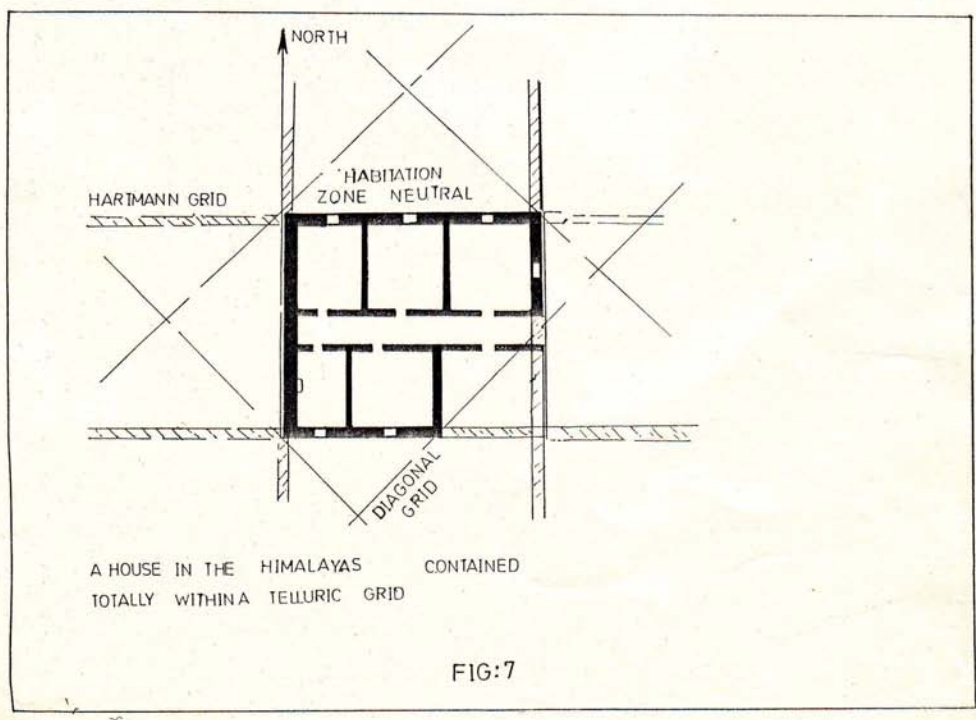 NORTH
HABITATION
ZONE NEUTRAL
HARTMANN GRID
DIAGONAL
GRID
A HOUSE IN THE HIMALAYAS CONTAINED
TOTALLY WITHIN A TELLURIC GRID
FIG:7